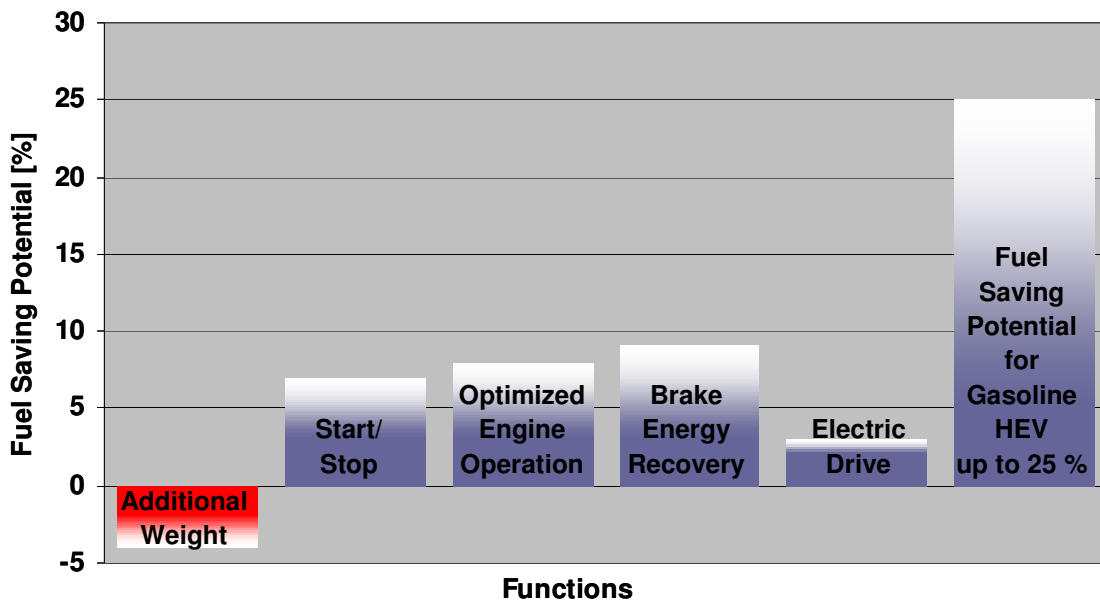 Fuel Saving Potential [%]
30
25
20
15
10
5
0
-5
Additional
Weight
Start/
Stop
Optimized
Engine
Operation
Brake
Energy
Recovery
Electric
Drive
Fuel
Saving
Potential
for
Gasoline
HEV
up to 25 %
Functions